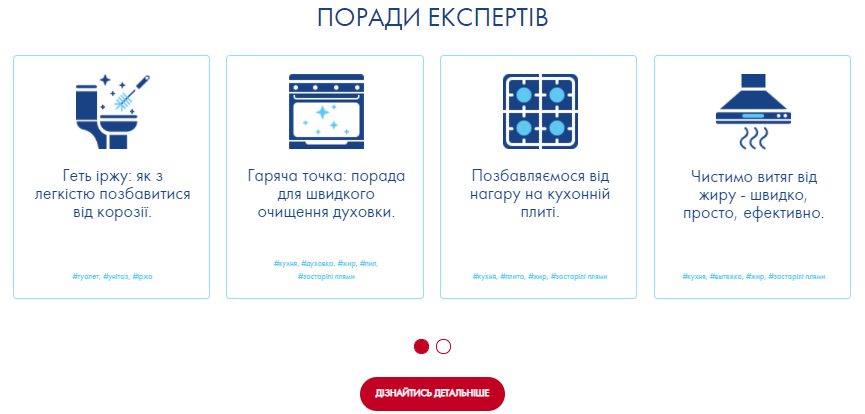 ПОРАДИ ЕКСПЕРТІВ
Геть іржу: як з
легкістю позбавитися
від корозії.
#туалет, #унітаз, #іржа
Гаряча точка: порада
для швидкого
очищення духовки.
#кухня, #духовка, #жир, #пил,
#застарілі плями
Позбавляємося від
нагару на кухонній
плиті.
#кухня, #плита, #жир, #застарілі плями
Чистимо витяг від
жиру - швидко,
просто, ефективно.
#кухня, #витяжка, #жир, #застарілі плями
ДІЗНАЙТИСЬ ДЕТАЛЬНІШЕ